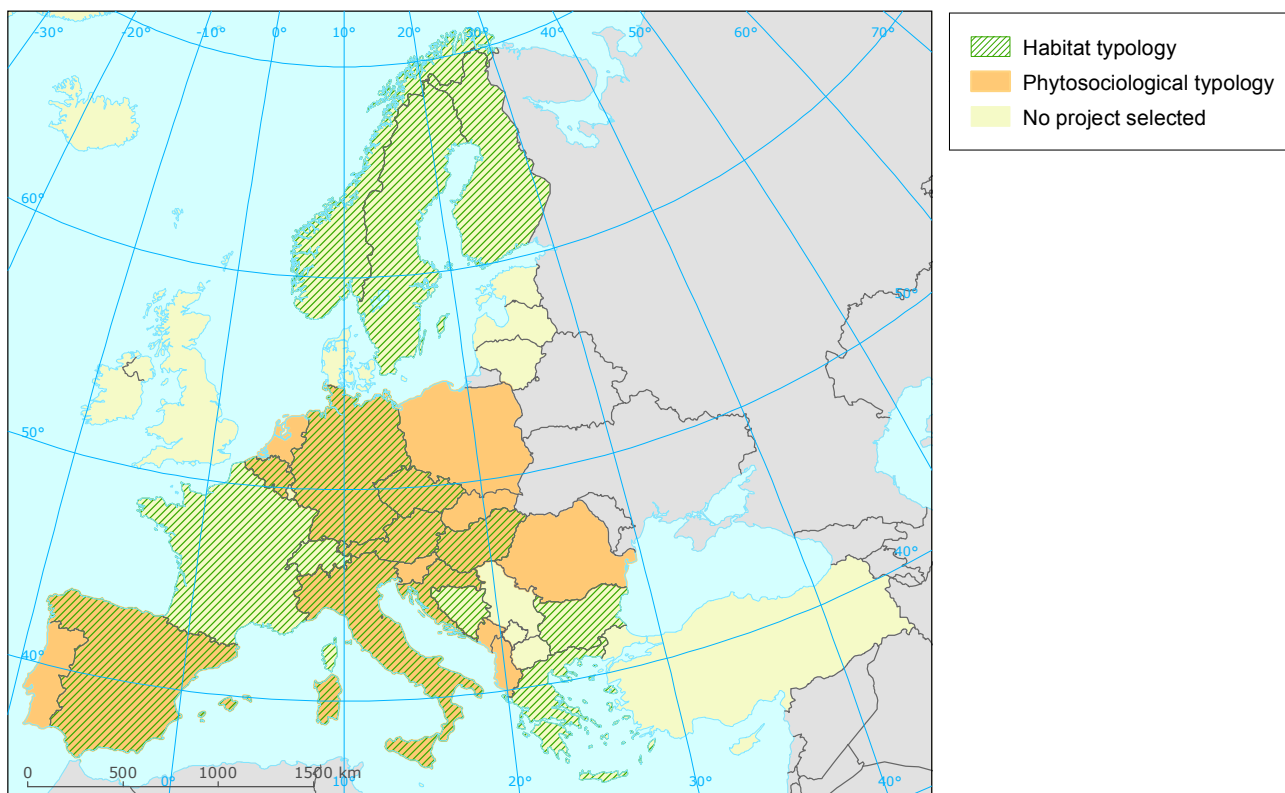 -30° -20° -10° 0° 10° 20° 30° 40° 50° 60° 70°
Habitat typology
Phytosociological typology
No project selected
60°
50°
50°
40°
40°
0 500 1000 1500 km
0° 10° 20° 30° 40°